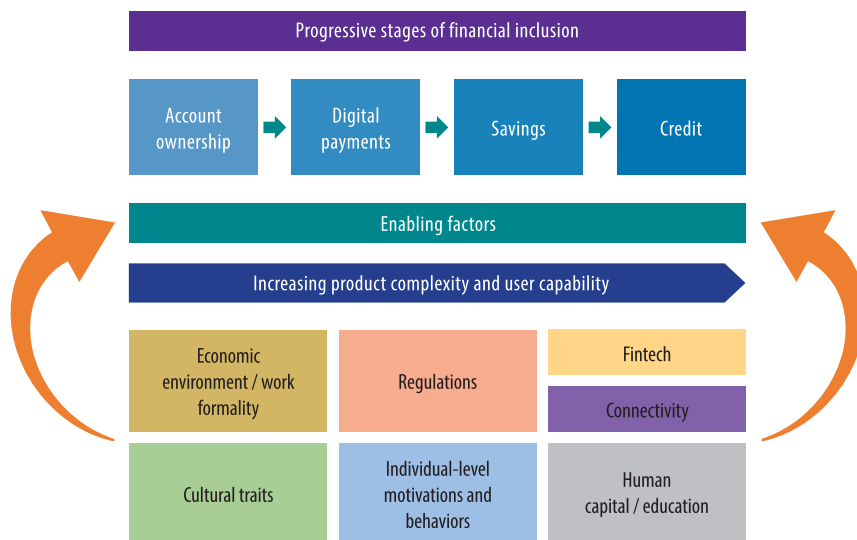 Progressive stages of financial inclusion
Account
ownership
Digital
payments
Savings
Credit
Enabling factors
Increasing product complexity and user capability
Economic
environment / work
formality
Regulations
Fintech
Connectivity
Cultural traits
Individual-level
motivations and
behaviors
Human
capital / education